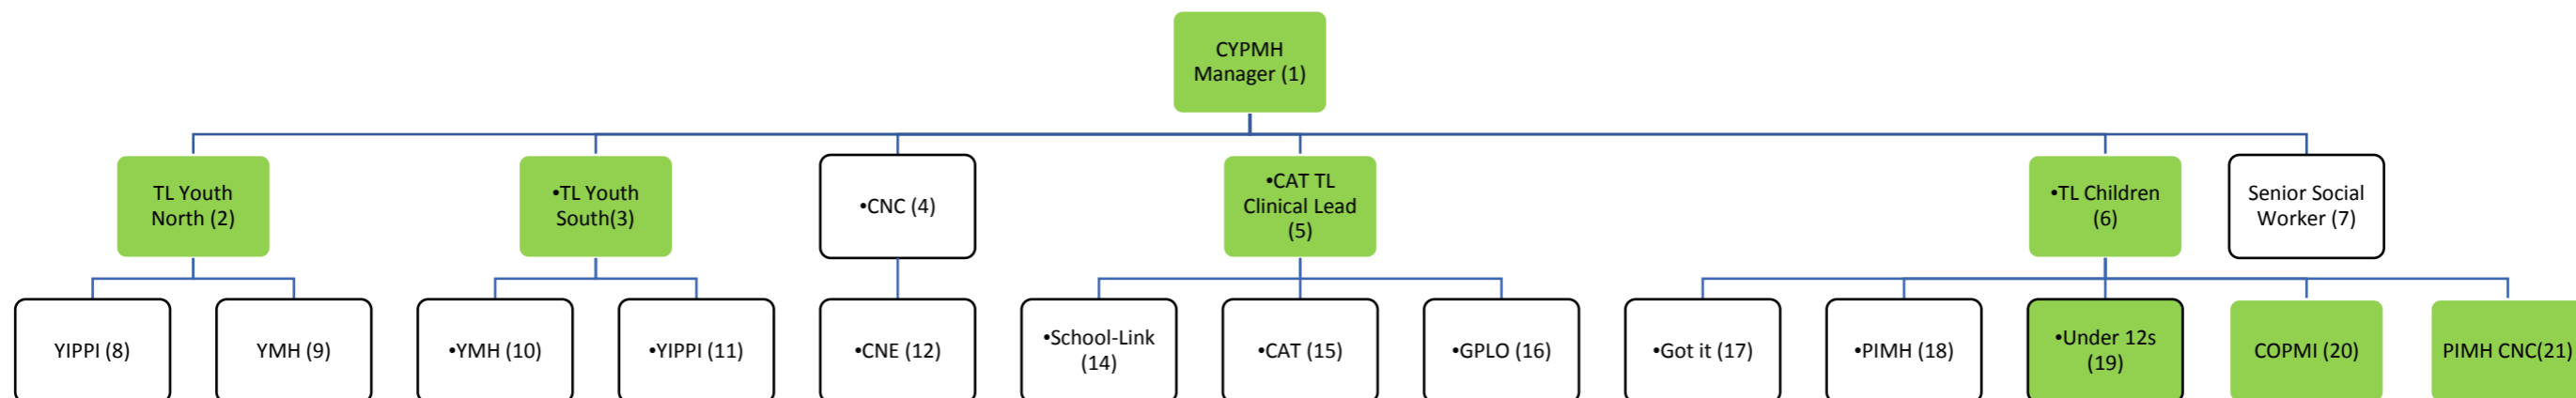 CYPMH
Manager (1)
TL Youth
North (2)
•TL Youth
South(3)
•CNC (4)
•CAT TL
Clinical Lead
(5)
•TL Children
(6)
Senior Social
Worker (7)
YIPPI (8)
YMH (9)
•YMH (10)
•YIPPI (11)
•CNE (12)
•School-Link
(14)
•CAT (15)
•GPLO (16)
•Got it (17)
•PIMH (18)
•Under 12s
(19)
COPMI (20)
PIMH CNC(21)